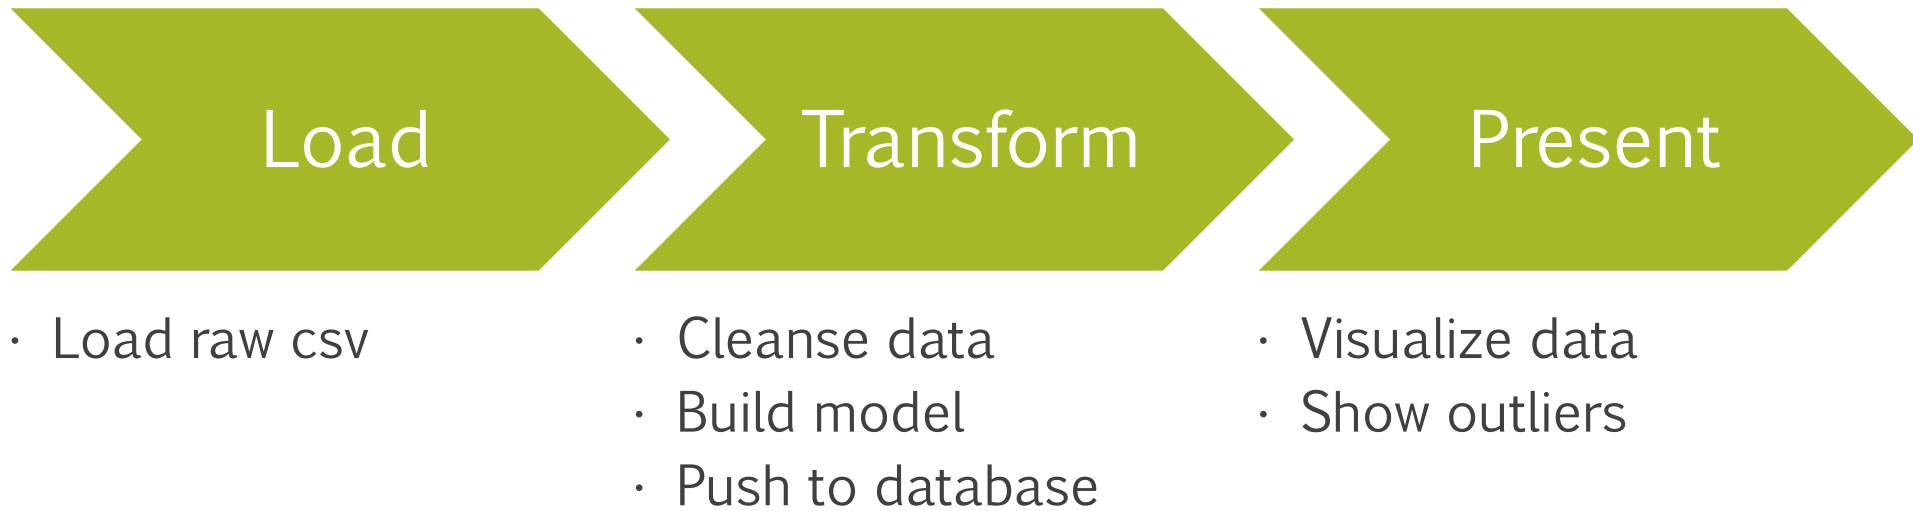 Load
· Load raw csv
Transform
· Cleanse data
· Build model
· Push to database
Present
· Visualize data
· Show outliers